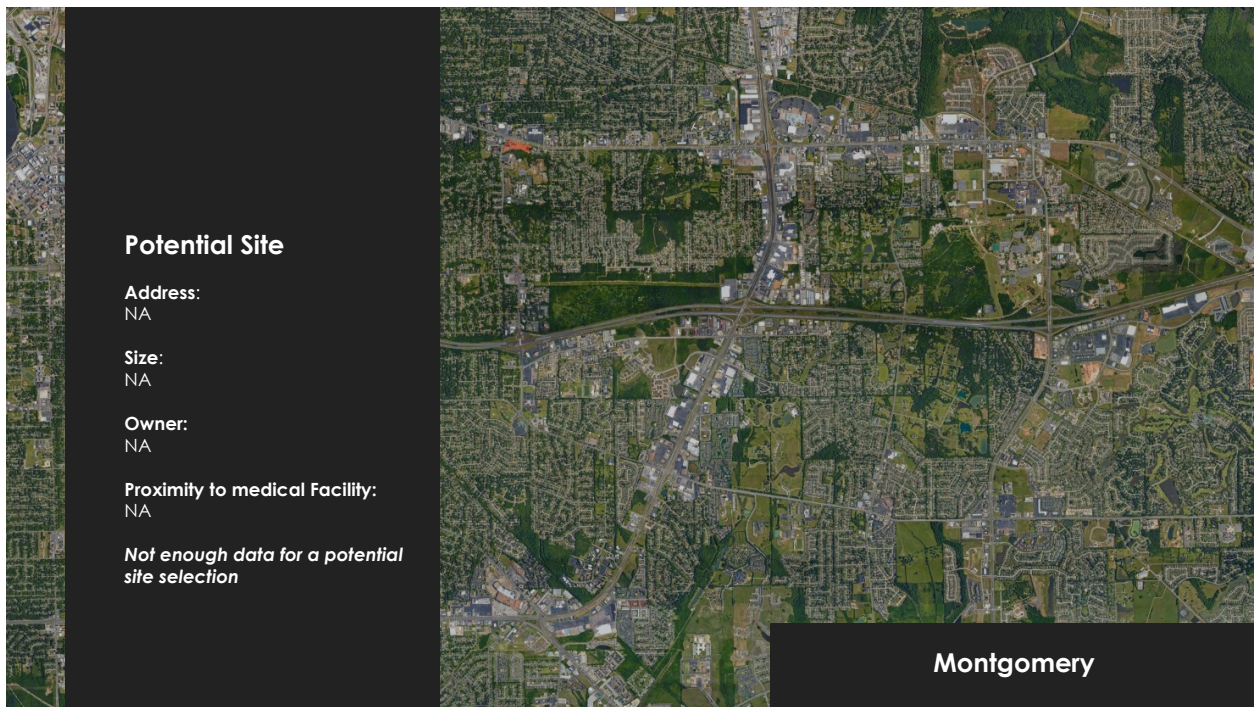 Potential Site
Address:
NA
Size:
NA
Owner:
NA
Proximity to medical Facility:
NA
Not enough data for a potential
site selection
Montgomery